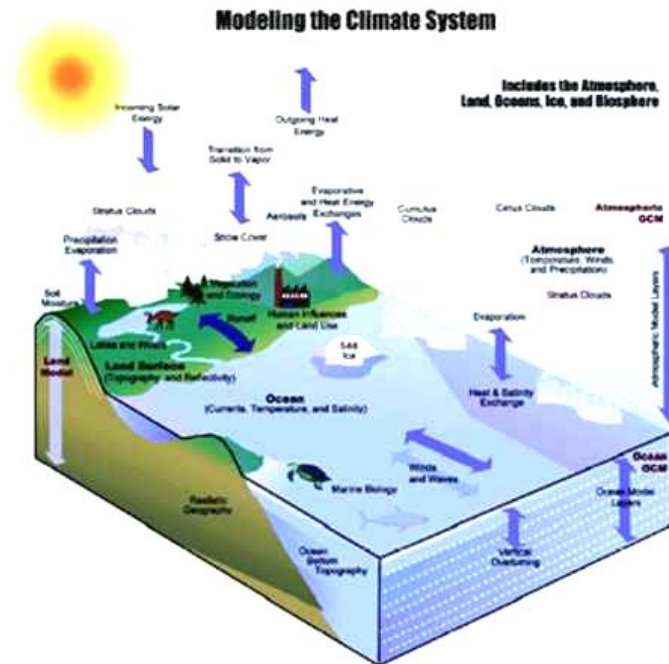 Modeling the Climate System
Includes the Atmosphere,
Land, Oceans, Ice, and Biosphere
Incoming Solar
Energy
Outgoing Heat
Energy
Transition from
Solid to Vapor
Evaporative
and Heat Energy
Exchanges
Stratus Clouds
Aerosols
Cumulus
Clouds
Cirrus Clouds
Atmospheric
GCM
Precipitation
Evaporation
Snow Cover
Atmosphere
(Temperature, Winds
and Precipitation)
Stratus Clouds
Atmospheric Model Layers
Soil
Moisture
Vegetation
and Ecology
Human Influences
and Land Use
Runoff
Evaporation
Lakes and Rivers
Land
Model
Land Surface
(Topography and Reflectivity)
Sea
Ice
Heat & Salinity
Exchange
Ocean
(Currents, Temperature, and Salinity)
Winds
and Waves
Ocean
GCM
Ocean Model
Layers
Marine Biology
Realistic
Geography
Ocean
Bottom
Topography
Vertical
Overturning